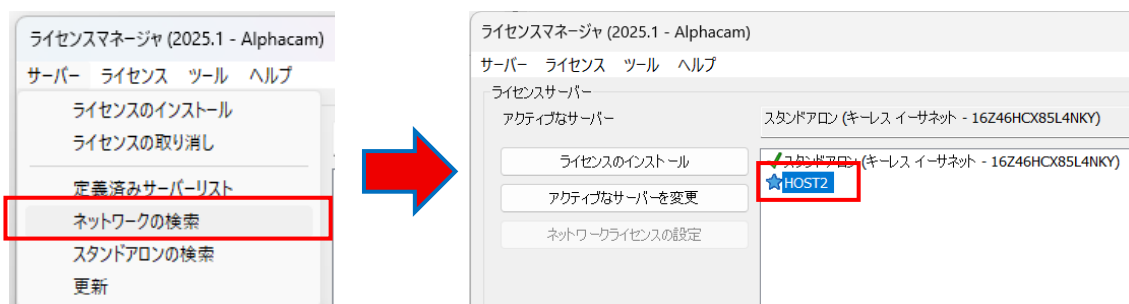 ライセンスマネージャ (2025.1 - Alphacam)
サーバー ライセンス ツール ヘルプ
ライセンスのインストール
ライセンスの取り消し
定義済みサーバーリスト
ネットワークの検索
スタンドアロンの検索
更新
ライセンスマネージャ (2025.1 - Alphacam)
サーバー ライセンス ツール ヘルプ
ライセンスサーバー
アクティブなサーバー
スタンドアロン (キーレス イーサネット - 16Z46HCX85L4NKY)
ライセンスのインストール
アクティブなサーバーを変更
ネットワークライセンスの設定
スタンドアロン (キーレス イーサネット - 16Z46HCX85L4NKY)
HOST2